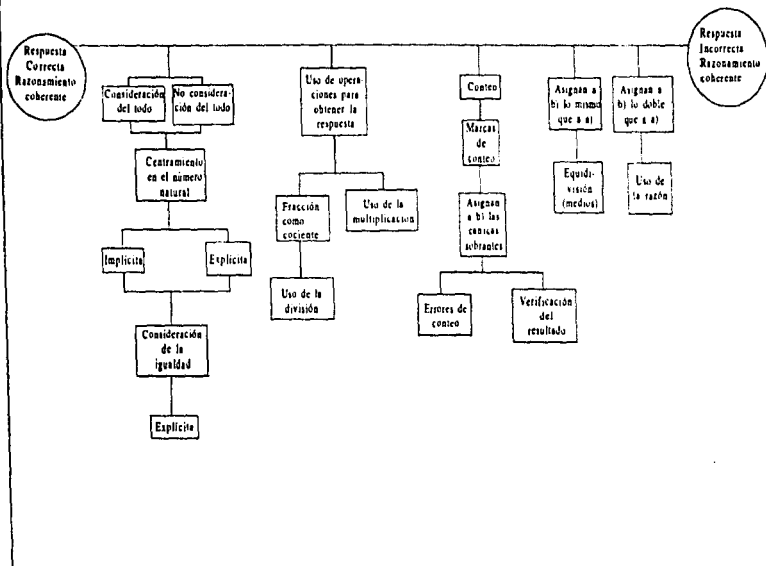 Respuesta
Correcta
Razonamiento
coherente
Respuesta
Incorrecta
Razonamiento
coherente
Consideración
del todo
No considera-
ción del todo
Centramiento
en el número
natural
Implícita
Explícita
Consideración
de la
igualdad
Explícita
Uso de opera-
ciones para
obtener la
respuesta
Fracción
como
cociente
Uso de la
multiplicación
Uso de la
división
Conteo
Marcas
de
conteo
Asignan
a b) las
canicas
sobrantes
Errores de
conteo
Verificación
del
resultado
Asignan a
b) lo mismo
que a a)
Equidi-
visión
(medios)
Asignan a
b) lo doble
que a a)
Uso de
la razón